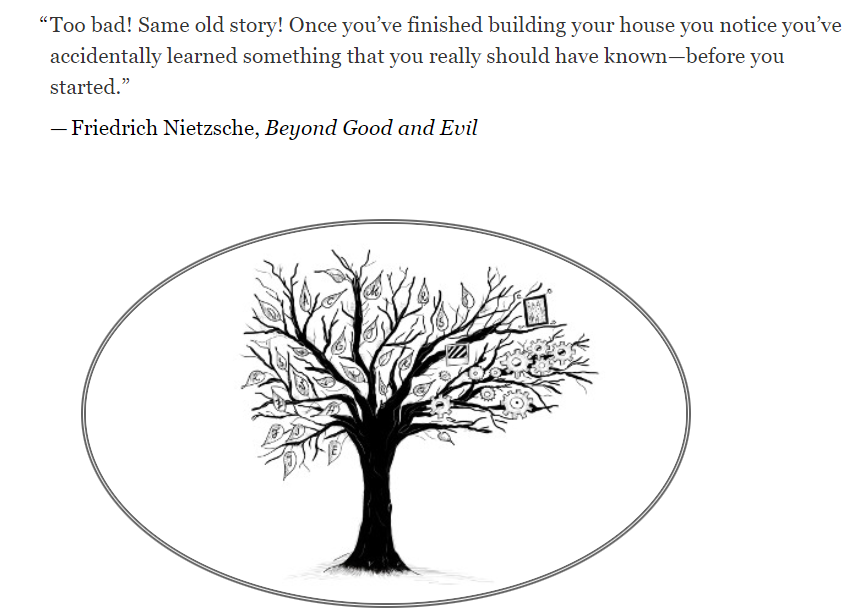 “Too bad! Same old story! Once you’ve finished building your house you notice you’ve
accidentally learned something that you really should have known—before you
started.”
— Friedrich Nietzsche, Beyond Good and Evil